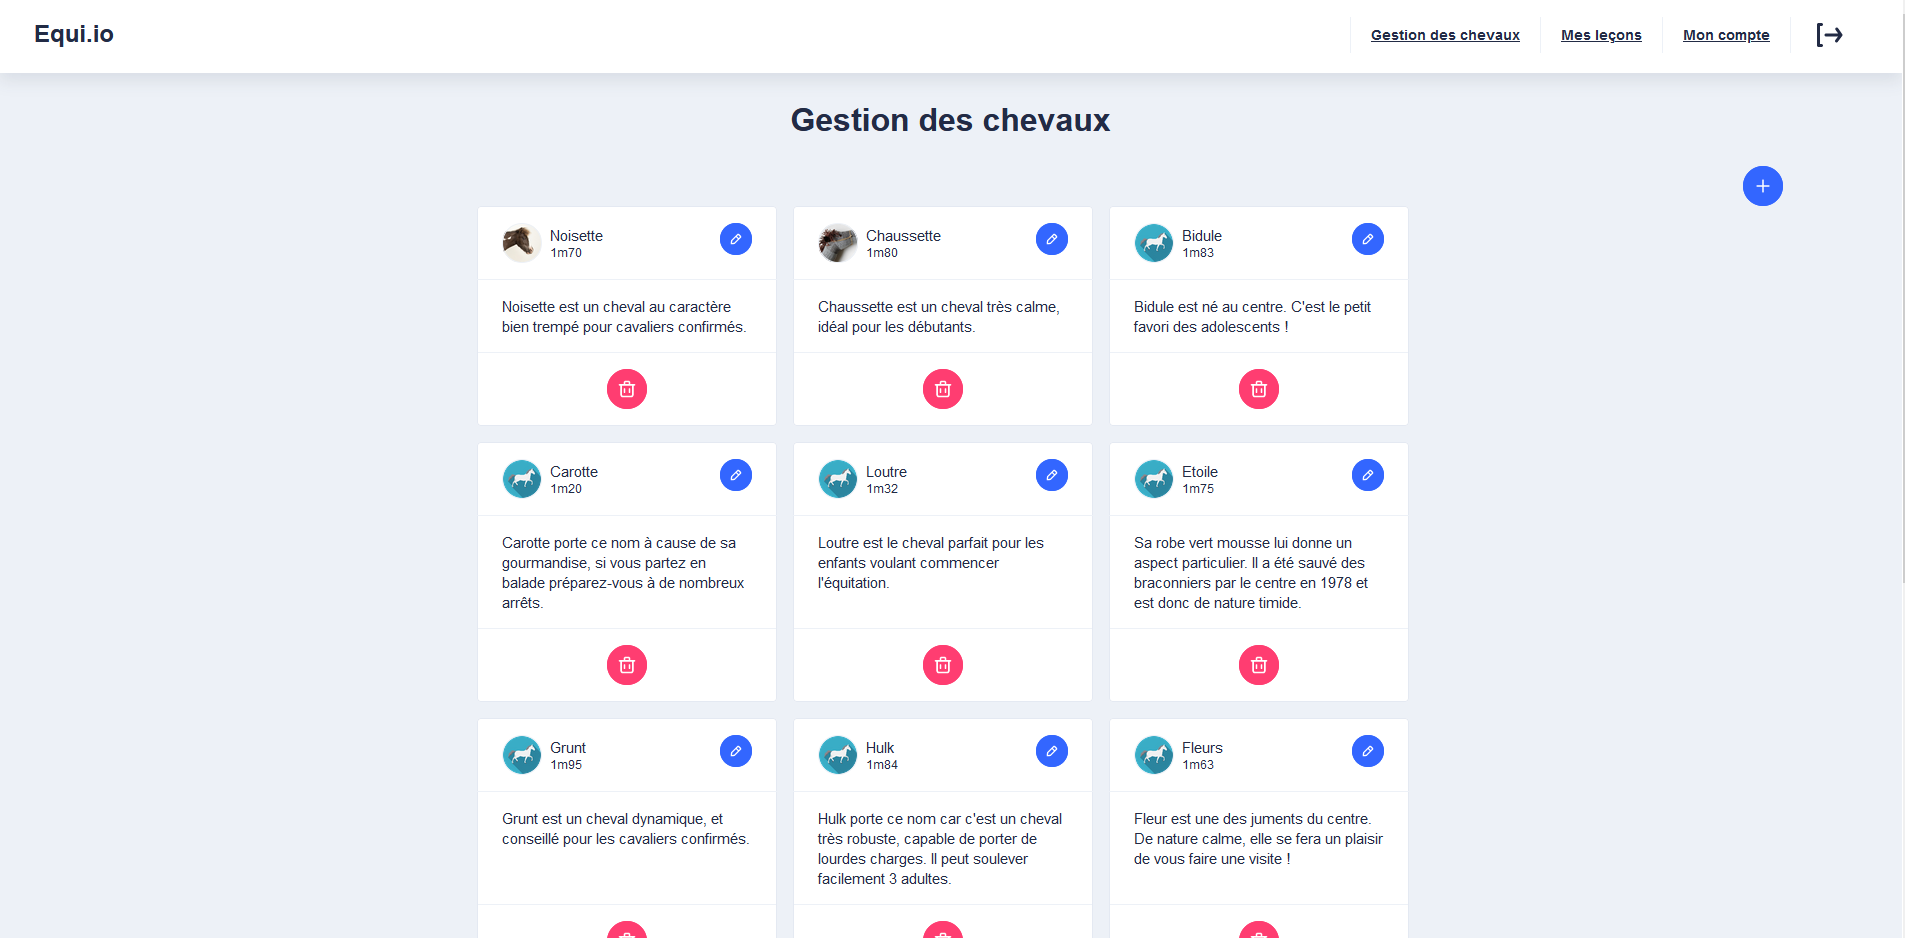 Equi.io
Gestion des chevaux
Mes leçons
Mon compte
Gestion des chevaux
Noisette
1m70
Noisette est un cheval au caractère
bien trempé pour cavaliers confirmés.
Chaussette
1m80
Chaussette est un cheval très calme,
idéal pour les débutants.
Bidule
1m83
Bidule est né au centre. C'est le petit
favori des adolescents !
Carotte
1m20
Carotte porte ce nom à cause de sa
gourmandise, si vous partez en
balade préparez-vous à de nombreux
arrêts.
Loutre
1m32
Loutre est le cheval parfait pour les
enfants voulant commencer
l'équitation.
Etoile
1m75
Sa robe vert mousse lui donne un
aspect particulier. Il a été sauvé des
braconniers par le centre en 1978 et
est donc de nature timide.
Grunt
1m95
Grunt est un cheval dynamique, et
conseillé pour les cavaliers confirmés.
Hulk
1m84
Hulk porte ce nom car c'est un cheval
très robuste, capable de porter de
lourdes charges. Il peut soulever
facilement 3 adultes.
Fleurs
1m63
Fleur est une des juments du centre.
De nature calme, elle se fera un plaisir
de vous faire une visite !